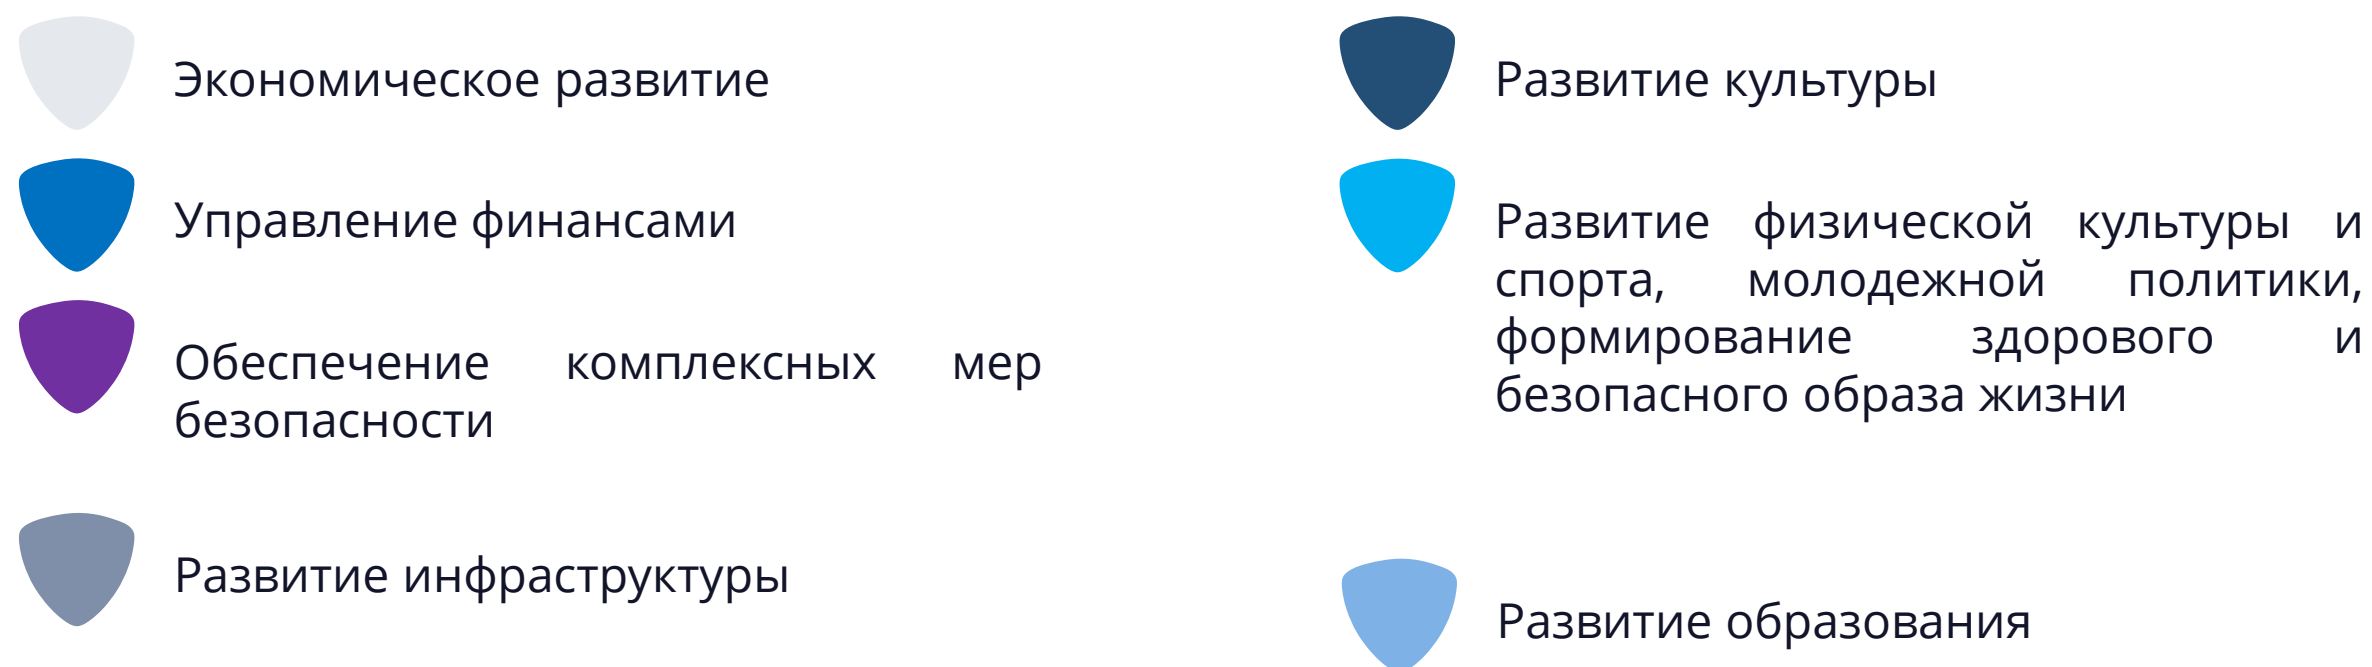 Экономическое развитие
Управление финансами
Обеспечение комплексных мер
безопасности
Развитие инфраструктуры
Развитие культуры
Развитие физической культуры и
спорта, молодежной политики,
формирование здорового и
безопасного образа жизни
Развитие образования